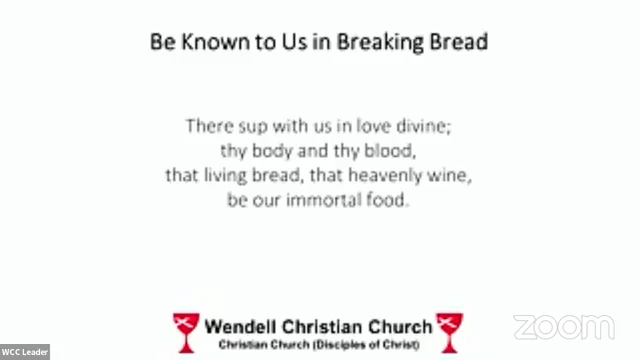 Be Known to Us in Breaking Bread
There sup with us in love divine;
thy body and thy blood,
that living bread, that heavenly wine,
be our immortal food.
Wendell Christian Church
Christian Church (Disciples of Christ)
WCC Leader
zoom